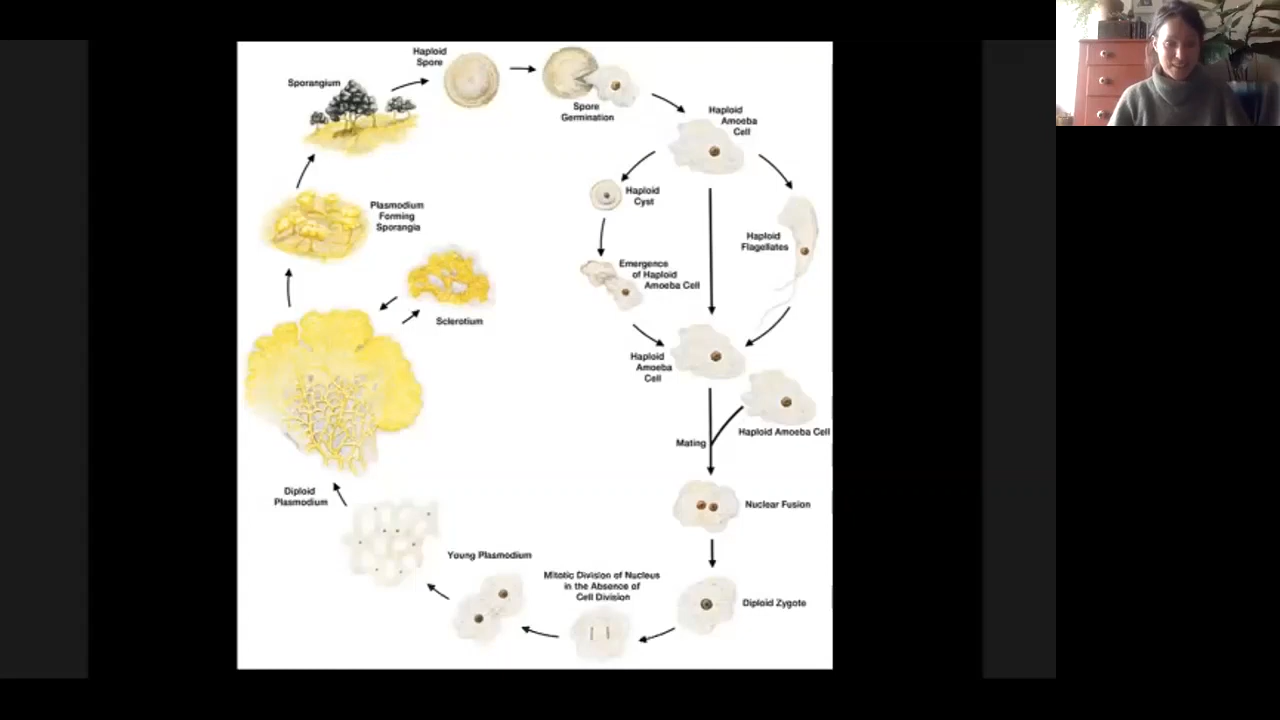 Haploid
Spore
Sporangium
Spore
Germination
Haploid
Amoeba
Cell
Haploid
Cyst
Haploid
Flagellates
Emergence
of Haploid
Amoeba Cell
Haploid
Amoeba
Cell
Haploid Amoeba Cell
Mating
Nuclear Fusion
Diploid Zygote
Mitotic Division of Nucleus
in the Absence of
Cell Division
Young Plasmodium
Diploid
Plasmodium
Sclerotium
Plasmodium
Forming
Sporangia